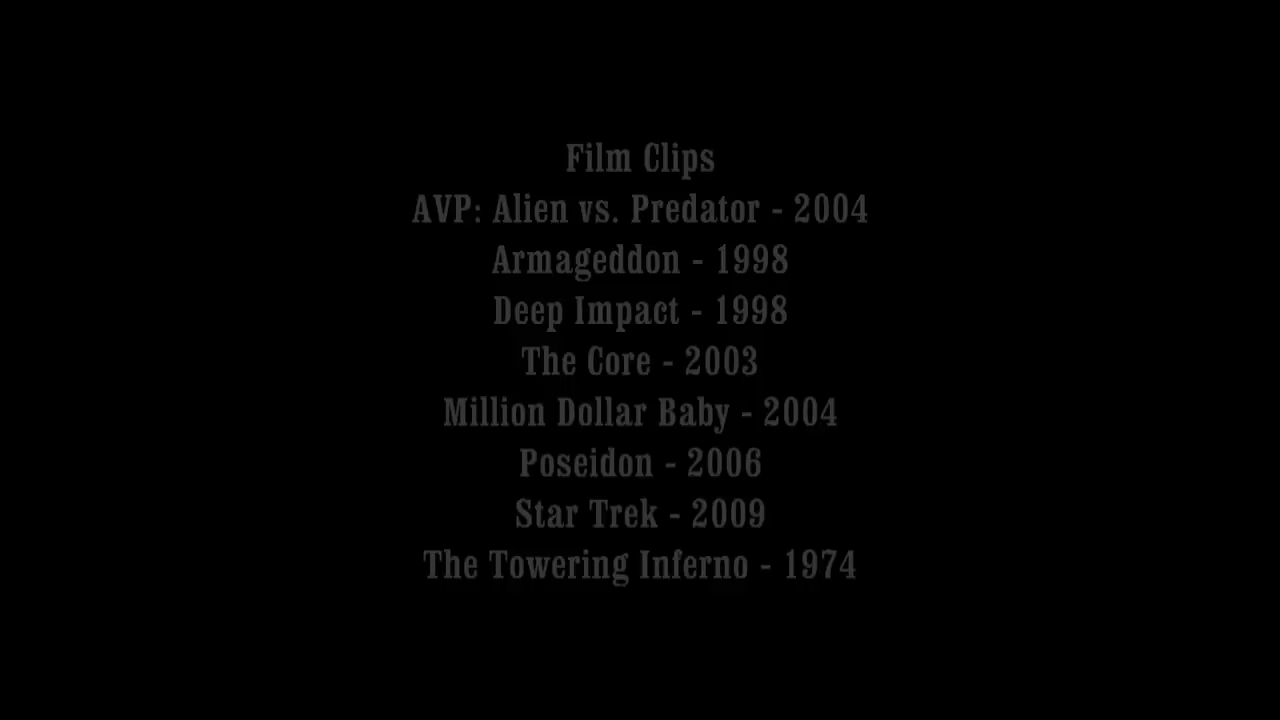 Film Clips
AVP: Alien vs. Predator - 2004
Armageddon - 1998
Deep Impact - 1998
The Core - 2003
Million Dollar Baby - 2004
Poseidon - 2006
Star Trek - 2009
The Towering Inferno - 1974